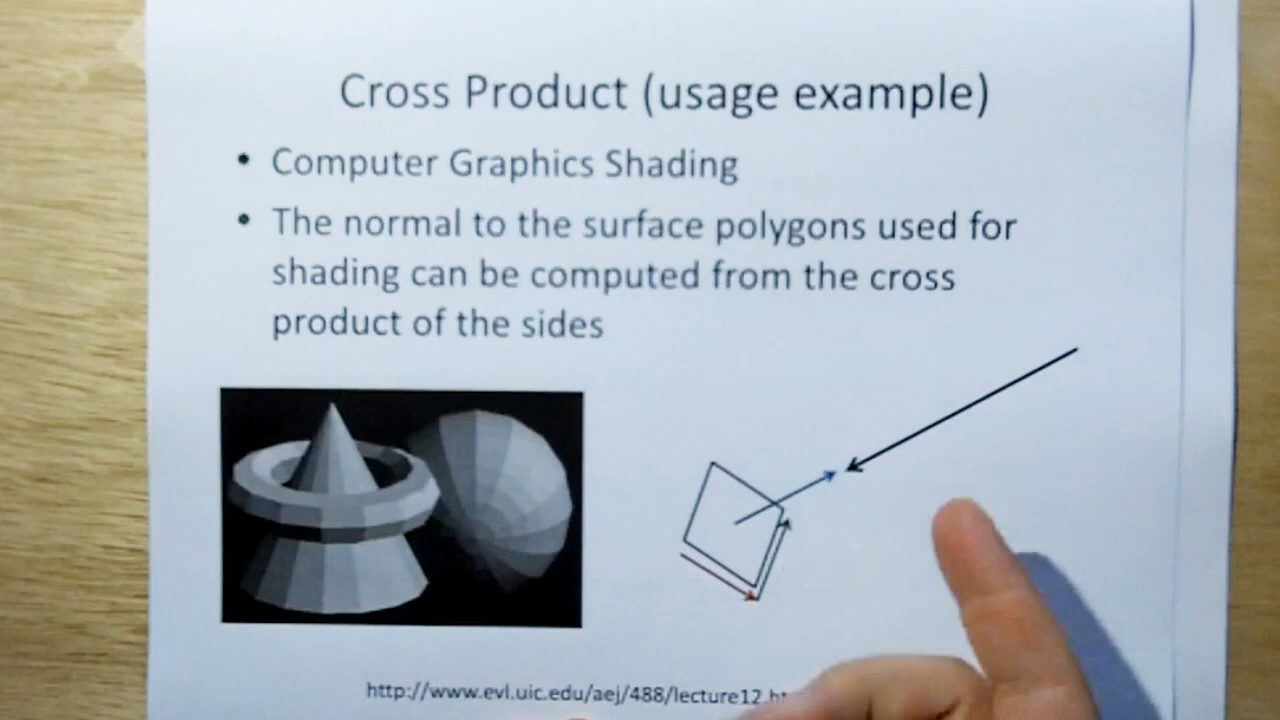 Cross Product (usage example)
• Computer Graphics Shading
• The normal to the surface polygons used for
shading can be computed from the cross
product of the sides
http://www.evl.uic.edu/aej/488/lecture12.h